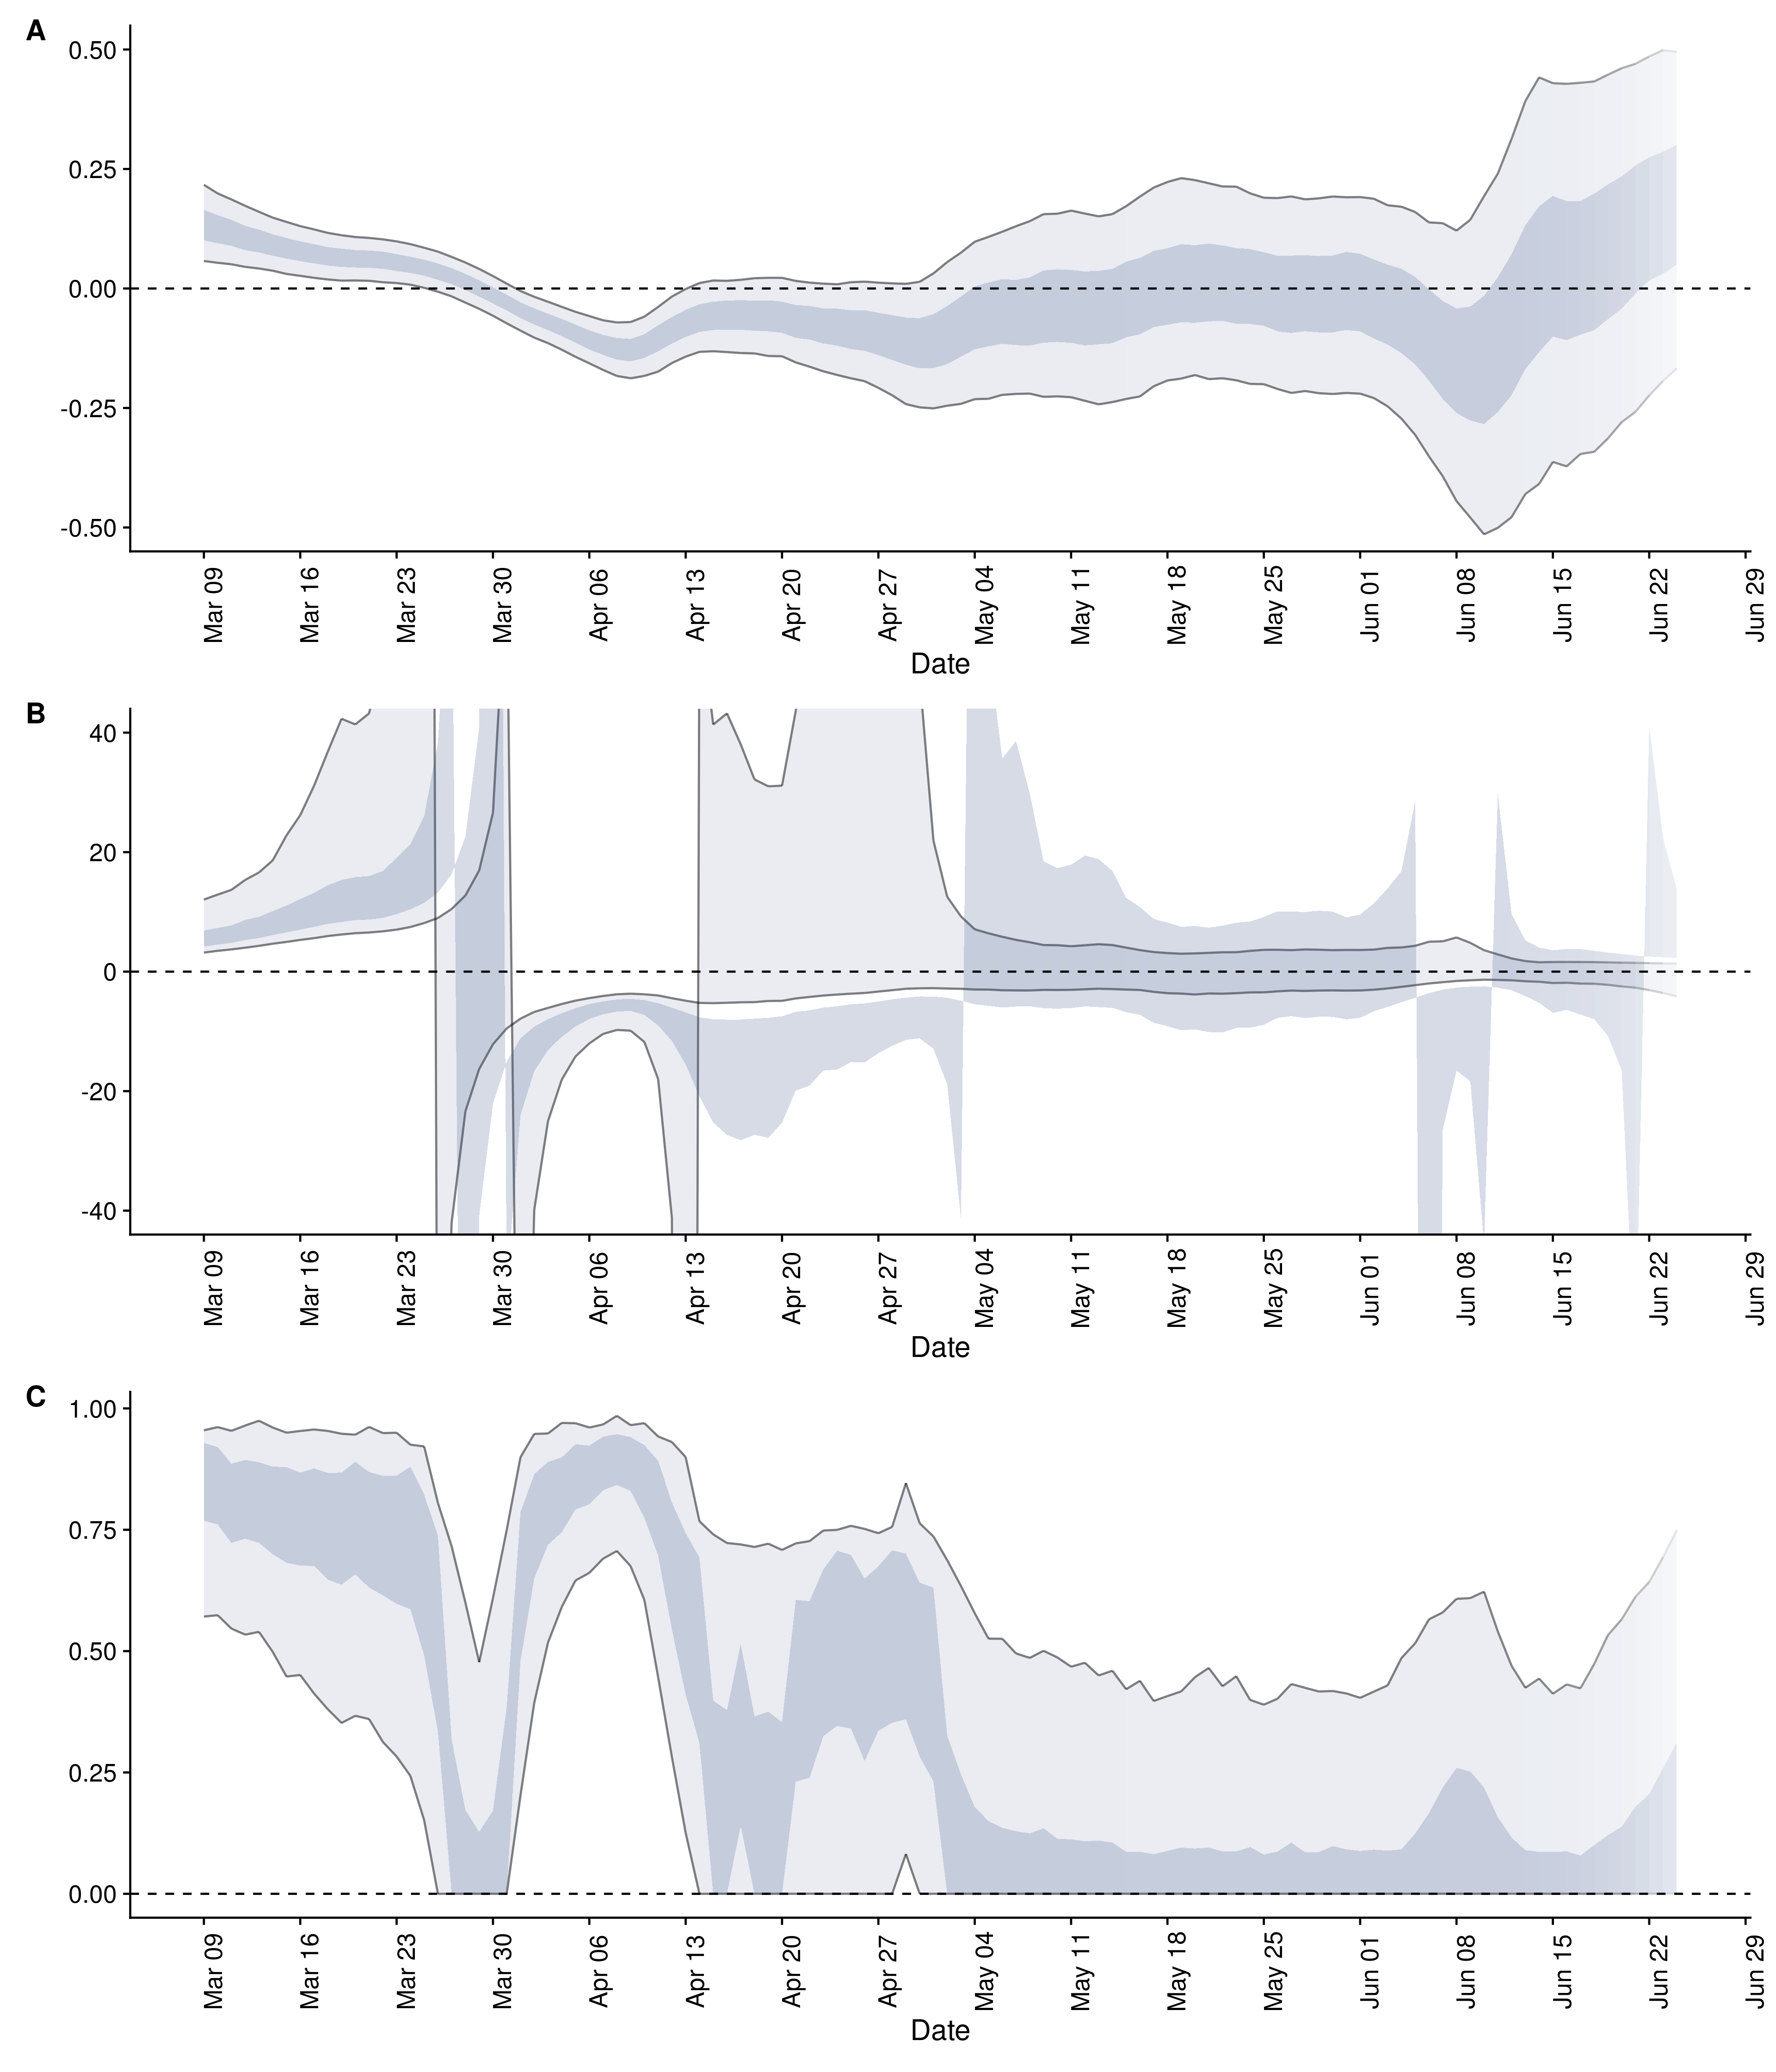 A
0.50
0.25
0.00
-0.25
-0.50
Mar 09
Mar 16
Mar 23
Mar 30
Apr 06
Apr 13
Apr 20
Apr 27
May 04
May 11
May 18
May 25
Jun 01
Jun 08
Jun 15
Jun 22
Jun 29
Date
B
40
20
0
-20
-40
Mar 09
Mar 16
Mar 23
Mar 30
Apr 06
Apr 13
Apr 20
Apr 27
May 04
May 11
May 18
May 25
Jun 01
Jun 08
Jun 15
Jun 22
Jun 29
Date
C
1.00
0.75
0.50
0.25
0.00
Mar 09
Mar 16
Mar 23
Mar 30
Apr 06
Apr 13
Apr 20
Apr 27
May 04
May 11
May 18
May 25
Jun 01
Jun 08
Jun 15
Jun 22
Jun 29
Date